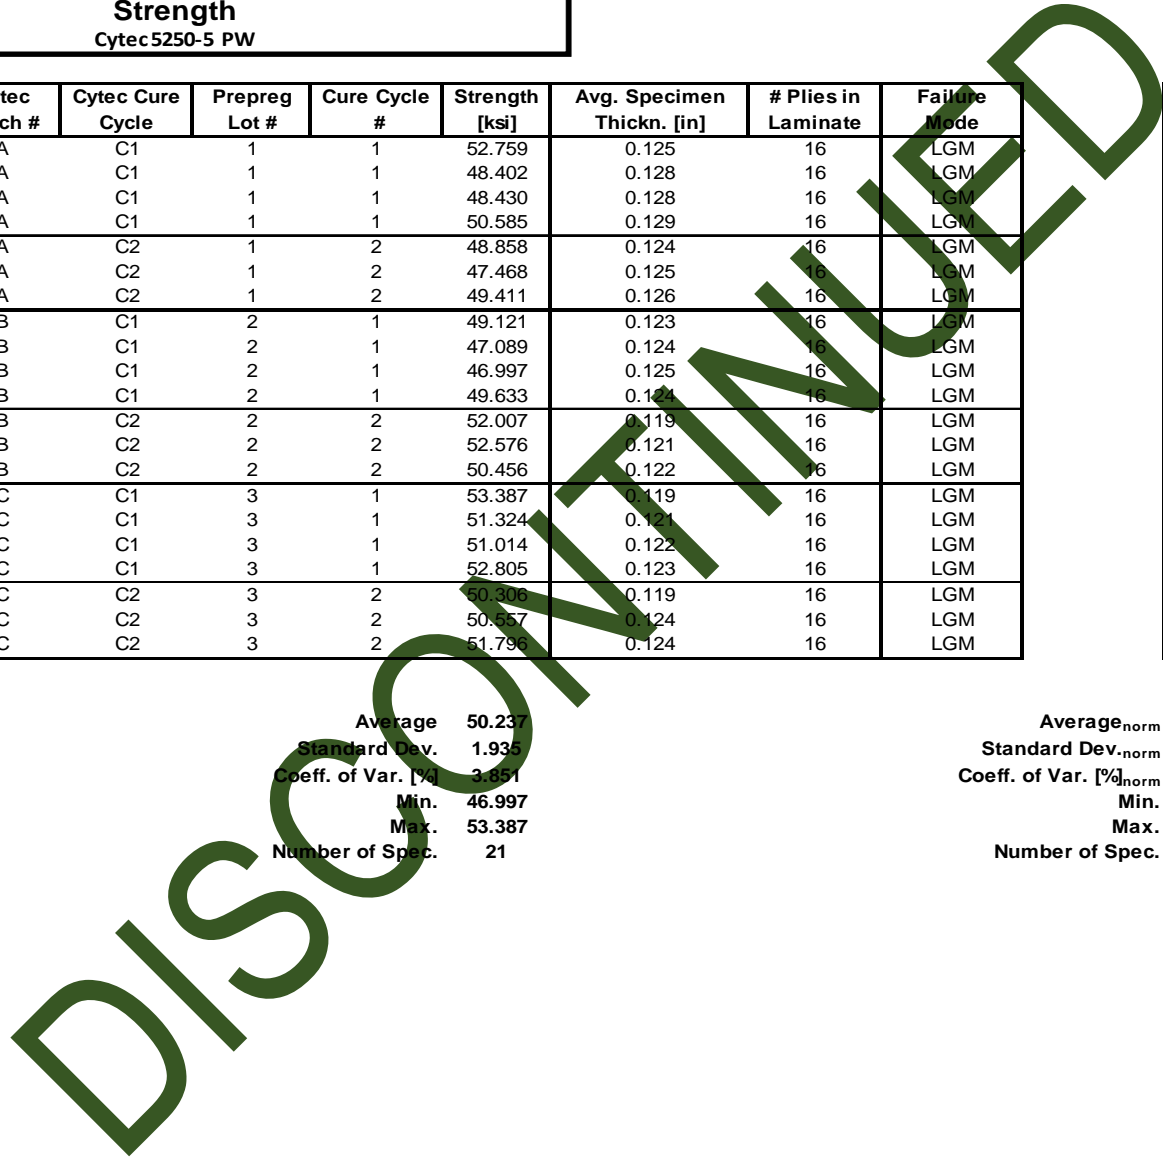 Strength
Cytec 5250-5 PW
tec Cytec Cure Prepreg Cure Cycle Strength Avg. Specimen # Plies in Failure
ch # Cycle Lot # # [ksi] Thickn. [in] Laminate Mode
A C1 1 1 52.759 0.125 16 LGM
A C1 1 1 48.402 0.128 16 LGM
A C1 1 1 48.430 0.128 16 LGM
A C1 1 1 50.585 0.129 16 LGM
A C2 1 2 48.858 0.124 16 LGM
A C2 1 2 47.468 0.125 16 LGM
A C2 1 2 49.411 0.126 16 LGM
B C1 2 1 49.121 0.123 16 LGM
B C1 2 1 47.089 0.124 16 LGM
B C1 2 1 46.997 0.125 16 LGM
B C1 2 1 49.633 0.124 16 LGM
B C2 2 2 52.007 0.119 16 LGM
B C2 2 2 52.576 0.121 16 LGM
B C2 2 2 50.456 0.122 16 LGM
C C1 3 1 53.387 0.119 16 LGM
C C1 3 1 51.324 0.121 16 LGM
C C1 3 1 51.014 0.122 16 LGM
C C1 3 1 52.805 0.123 16 LGM
C C2 3 2 50.306 0.119 16 LGM
C C2 3 2 50.557 0.124 16 LGM
C C2 3 2 51.796 0.124 16 LGM
Average 50.237 Average norm
Standard Dev. 1.935 Standard Dev. norm
Coeff. of Var. [%] 3.851 Coeff. of Var. [%] norm
Min. 46.997 Min.
Max. 53.387 Max.
Number of Spec. 21 Number of Spec.
DISCONTINUED